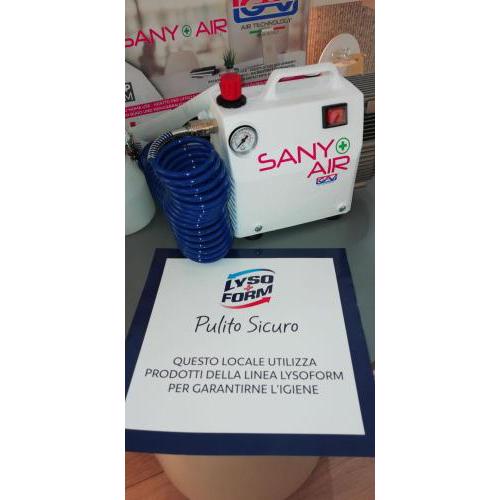 SANY AIR
AIR TECHNOLOGY
SANY
AIR
LYSO
FORM
Pulito Sicuro
QUESTO LOCALE UTILIZZA
PRODOTTI DELLA LINEA LYSOFORM
PER GARANTIRNE L'IGIENE